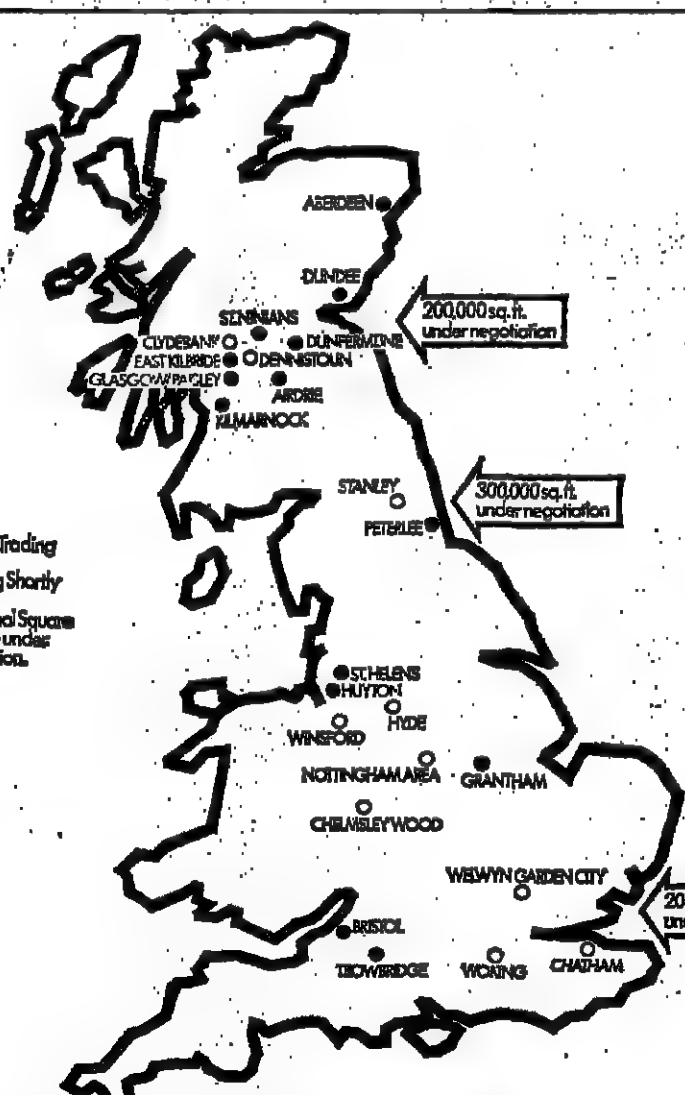 ABERDEEN
DUNDEE
200,000 sq.ft.
under negotiation
ST.NINIANS
CLYDEBANK
DUNFERMLINE
EAST KILBRIDE
DENNISTOUN
GLASGOW/PAISLEY
AIRDRIE
KILMARNOCK
STANLEY
300,000 sq.ft.
under negotiation
PETERLEE
Trading
Shortly
Square
under
ST.HELENS
HUYTON
HYDE
WINSFORD
NOTTINGHAM AREA
GRANTHAM
CHELMSLEY WOOD
WELWYN GARDEN CITY
20
BRISTOL
TROWBRIDGE
WOKING
CHATHAM